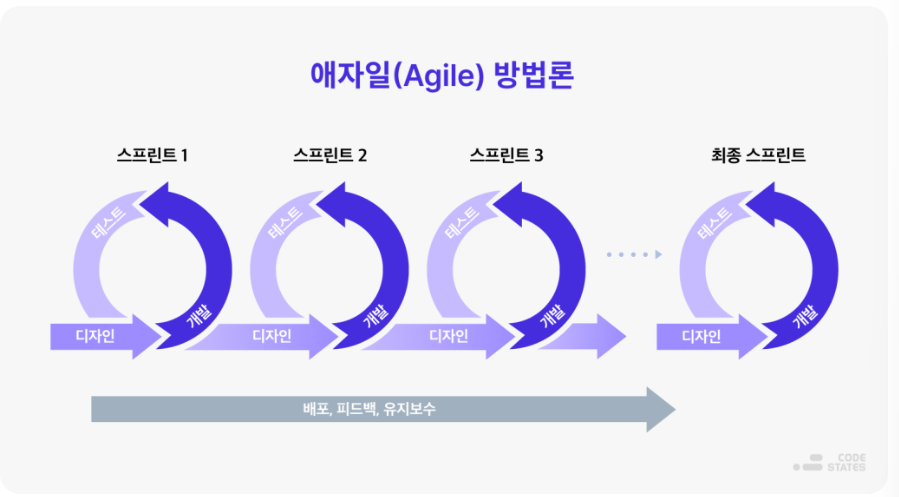 애자일(Agile) 방법론
스프린트 1
스프린트 2
스프린트 3
최종 스프린트
테스트
개발
디자인
테스트
개발
디자인
테스트
개발
디자인
테스트
개발
디자인
배포, 피드백, 유지보수
CODE
STATES